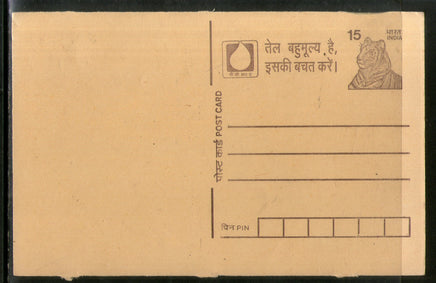 तेल बहुमूल्य है,
इसकी बचत करें।
15
भारत
INDIA
पोस्ट कार्ड POST CARD
पिन PIN